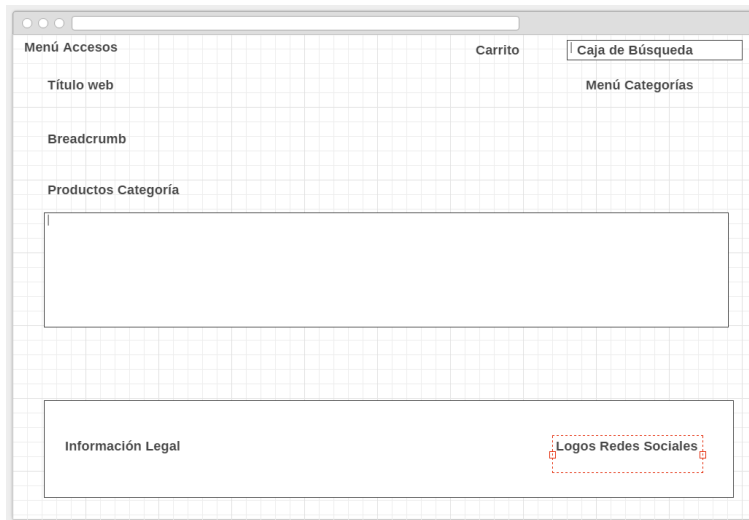 Menú Accesos
Carrito
Caja de Búsqueda
Título web
Menú Categorías
Breadcrumb
Productos Categoría
Información Legal
Logos Redes Sociales